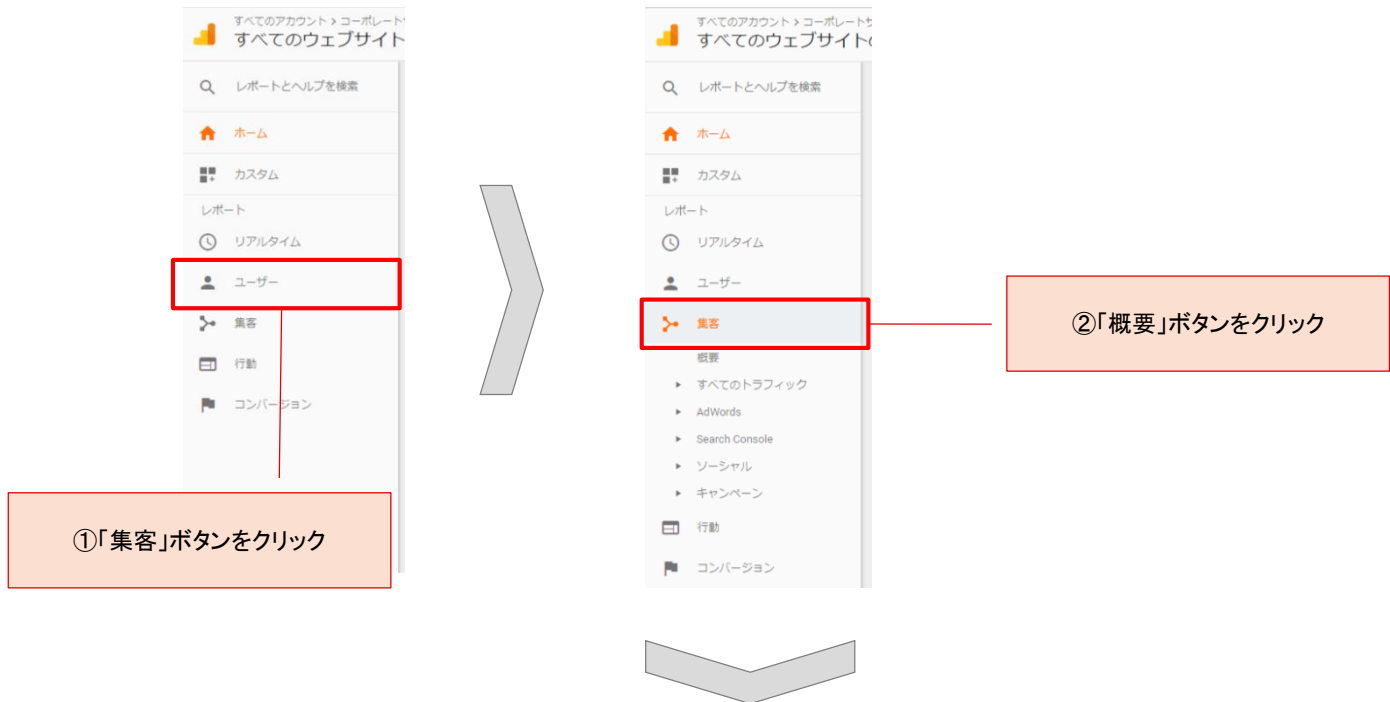 すべてのアカウント > コーポレート
すべてのウェブサイト
レポートとヘルプを検索
ホーム
カスタム
レポート
リアルタイム
ユーザー
集客
行動
コンバージョン
①「集客」ボタンをクリック
すべてのアカウント > コーポレート
すべてのウェブサイト
レポートとヘルプを検索
ホーム
カスタム
レポート
リアルタイム
ユーザー
集客
概要
すべてのトラフィック
AdWords
Search Console
ソーシャル
キャンペーン
行動
コンバージョン
②「概要」ボタンをクリック